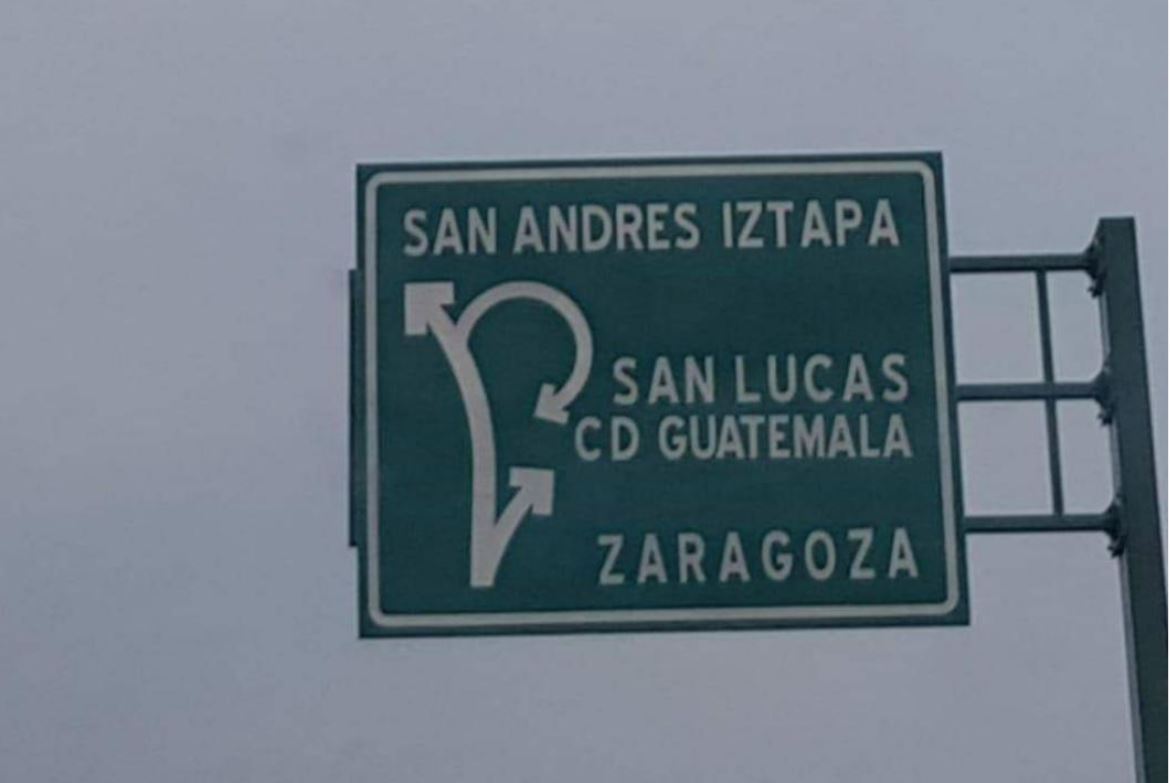 SAN ANDRES IZTAPA
SAN LUCAS
CD GUATEMALA
ZARAGOZA